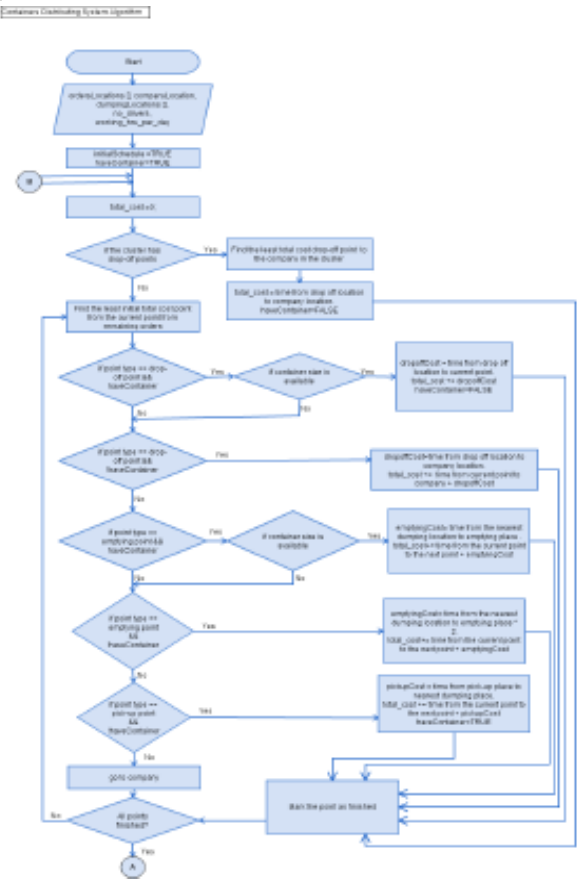 Containers Distributing System Algorithm
Start
ordersLocations [], companyLocation,
dumpingLocations [],
no_drivers,
working_hrs_per_day
initialSchedule =TRUE
haveContainer=TRUE
B
total_cost=0;
if the cluster has
drop-off points
Yes
No
Find the least total cost drop-off point to
the company in the cluster
total_cost= time from drop off location
to company location.
haveContainer=FALSE
Find the least initial total cost point
from the current point from
remaining orders
if point type == drop-
off point &&
haveContainer
Yes
if container size is
available
Yes
dropoffCost = time from drop off
location to current point.
total_cost += dropoffCost
haveContainer=FALSE
No
No
if point type == drop-
off point &&
!haveContainer
Yes
dropoffCost=time from drop off location to
company location.
total_cost += time from current point to
company + dropoffCost
No
if point type ==
emptying point &&
haveContainer
Yes
if container size is
available
Yes
emptyingCost= time from the nearest
dumping location to emptying place.
total_cost+= time from the current point
to the next point + emptyingCost
No
No
if point type ==
emptying point
&&
!haveContainer
Yes
emptyingCost= time from the nearest
dumping location to emptying place *
2.
total_cost+= time from the current point
to the next point + emptyingCost
No
if point type ==
pick-up point
&&
!haveContainer
Yes
pickupCost = time from pick-up place to
nearest dumping place.
total_cost += time from the current point to
the next point + pickupCost
haveContainer=TRUE
No
go to company
Mark the point as finished
All points
finished?
No
Yes
A